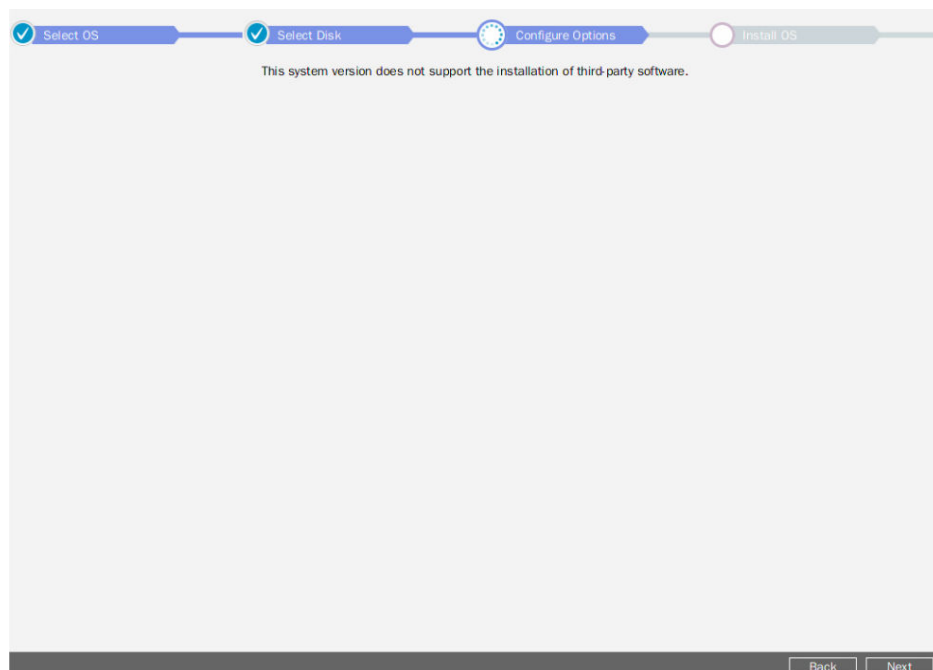 Select OS
Select Disk
Configure Options
Install OS
This system version does not support the installation of third-party software.
Back
Next